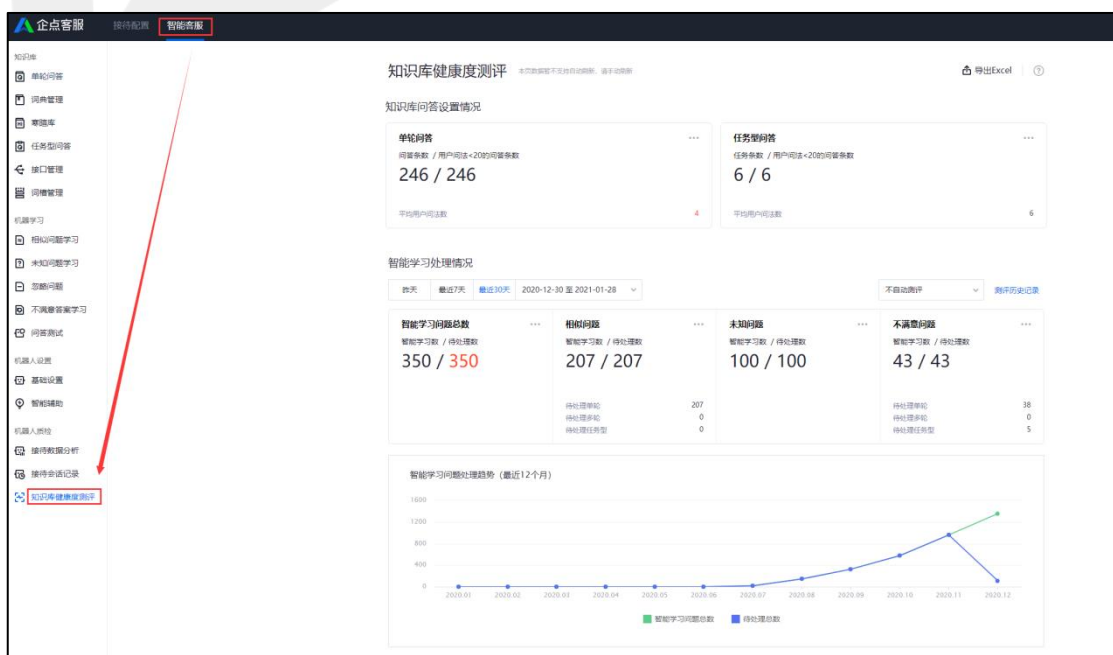 企点客服 接待配置 智能客服
知识库
单轮问答
词典管理
寒暄库
任务型问答
接口管理
词槽管理
机器学习
相似问题学习
未知问题学习
忽略问题
不满意答案学习
问答测试
机器人设置
基础设置
智能辅助
机器人质检
接待数据分析
接待会话记录
知识库健康度测评
知识库健康度测评 本页数据暂不支持自动刷新，请手动刷新 导出Excel
知识库问答设置情况
单轮问答
问答条数 / 用户问法<20的问答条数
246 / 246
平均用户问法数 4
任务型问答
任务条数 / 用户问法<20的问答条数
6 / 6
平均用户问法数 6
智能学习处理情况
昨天 最近7天 最近30天 2020-12-30 至 2021-01-28 不自动测评 测评历史记录
智能学习问题总数
智能学习数 / 待处理数
350 / 350
相似问题
智能学习数 / 待处理数
207 / 207
待处理单轮 207
待处理多轮 0
待处理任务型 0
未知问题
智能学习数 / 待处理数
100 / 100
不满意问题
智能学习数 / 待处理数
43 / 43
待处理单轮 38
待处理多轮 0
待处理任务型 5
智能学习问题处理趋势（最近12个月）
1600
1200
800
400
0
2020.01 2020.02 2020.03 2020.04 2020.05 2020.06 2020.07 2020.08 2020.09 2020.10 2020.11 2020.12
智能学习问题总数 待处理总数